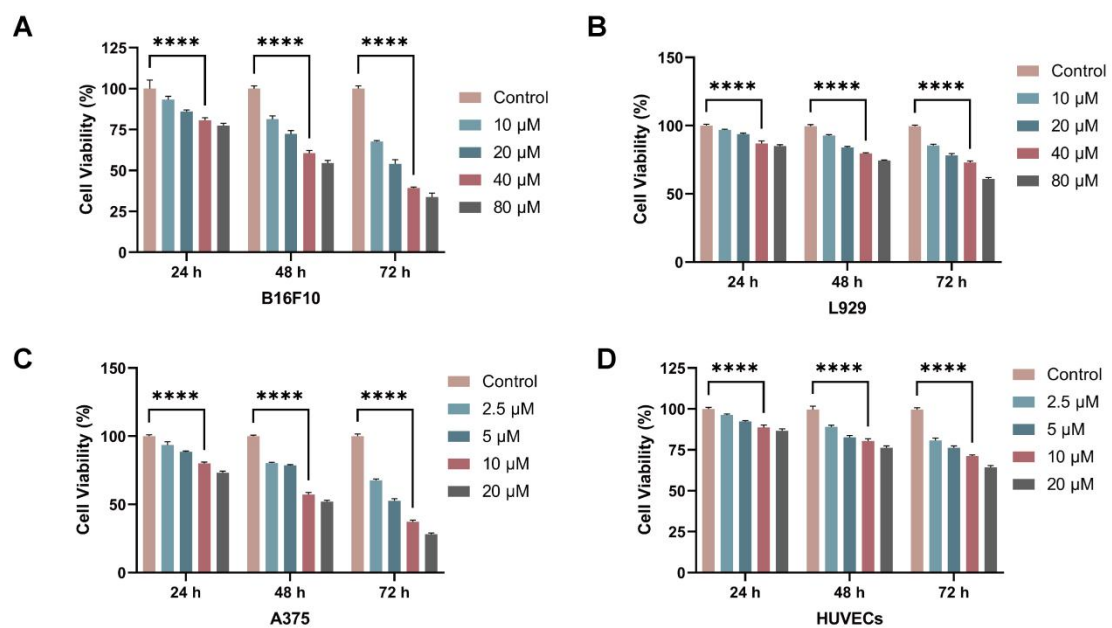 A
Cell Viability (%)
125
100
75
50
25
0
****
****
****
24 h
48 h
72 h
B16F10
Control
10 µM
20 µM
40 µM
80 µM
B
Cell Viability (%)
150
100
50
0
****
****
****
24 h
48 h
72 h
L929
Control
10 µM
20 µM
40 µM
80 µM
C
Cell Viability (%)
150
100
50
0
****
****
****
24 h
48 h
72 h
A375
Control
2.5 µM
5 µM
10 µM
20 µM
D
Cell Viability (%)
125
100
75
50
25
0
****
****
****
24 h
48 h
72 h
HUVECs
Control
2.5 µM
5 µM
10 µM
20 µM